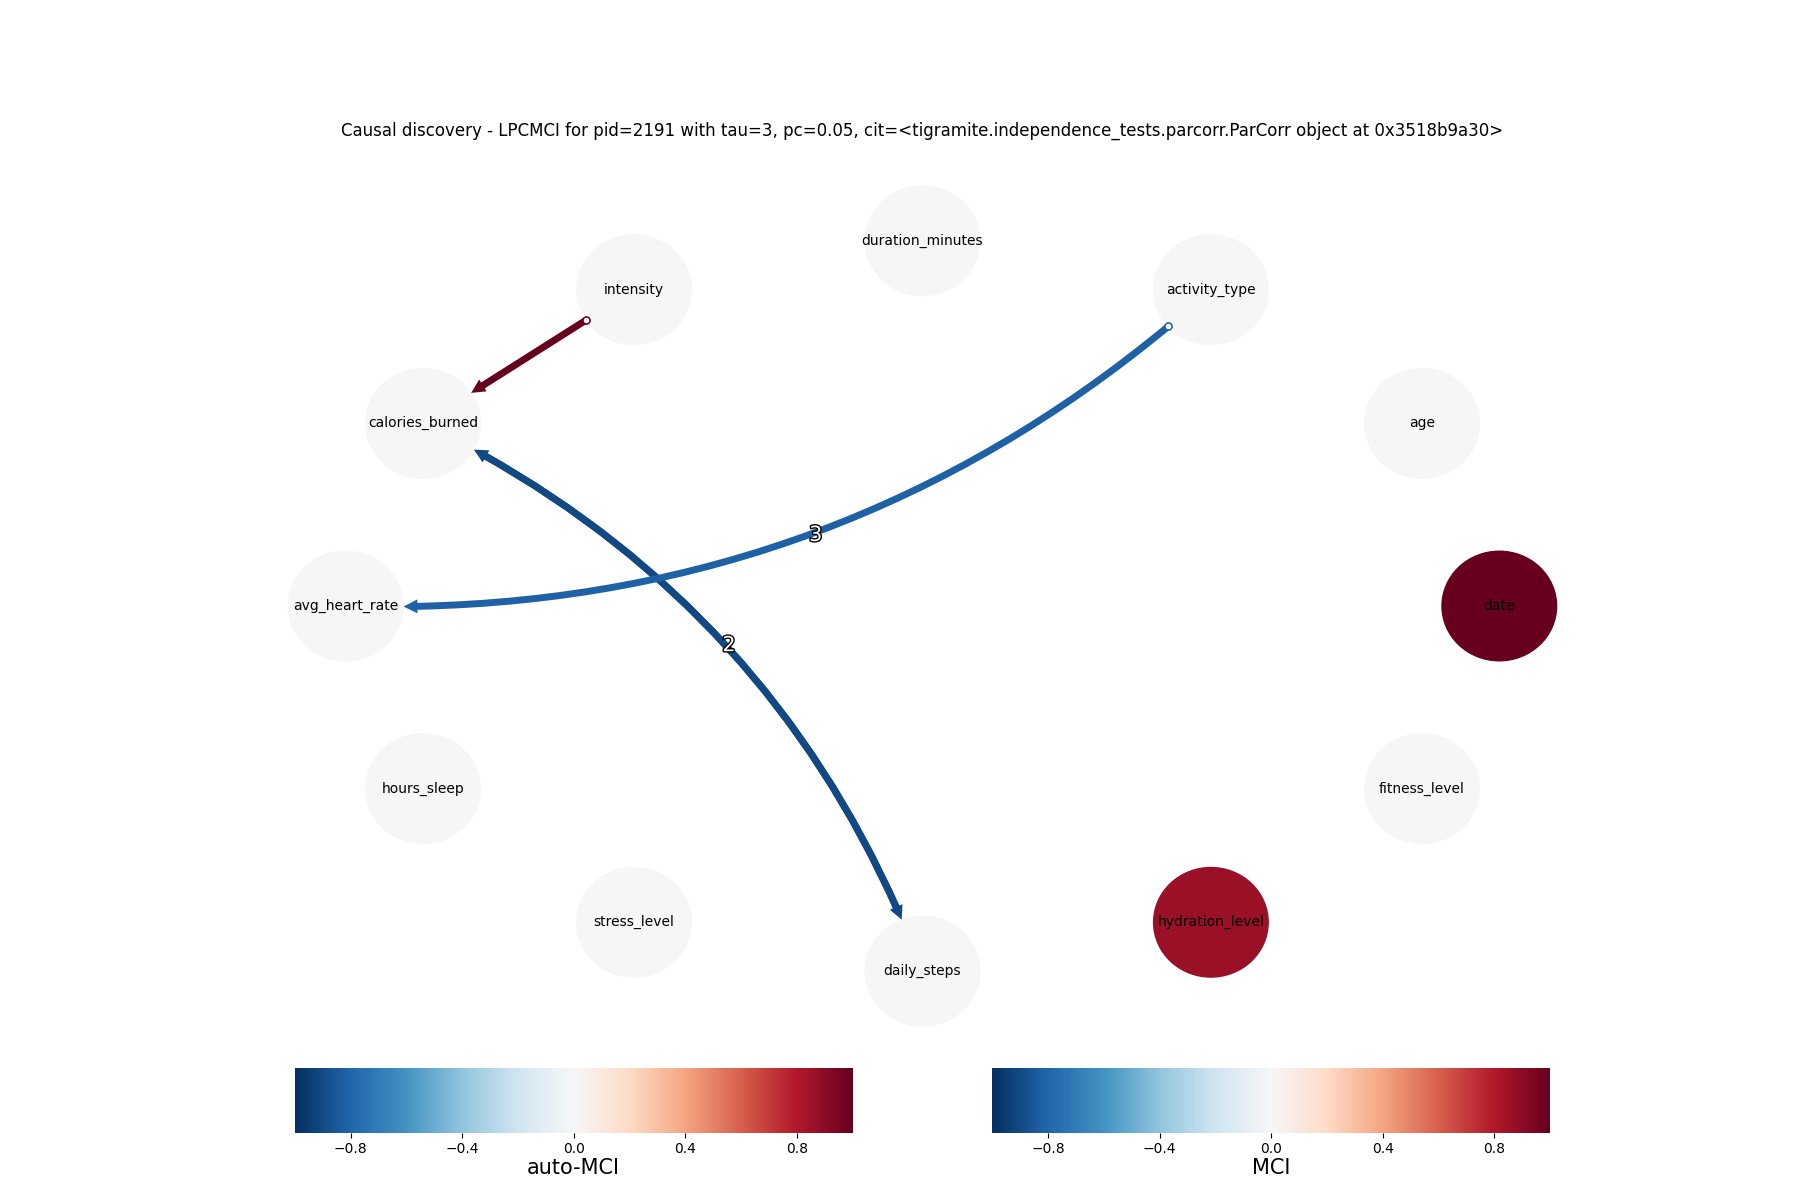 Causal discovery - LPCMCI for pid=2191 with tau=3, pc=0.05, cit=<tigramite.independence_tests.parcorr.ParCorr object at 0x3518b9a30>
duration_minutes
intensity
activity_type
calories_burned
age
3
avg_heart_rate
date
2
hours_sleep
fitness_level
stress_level
hydration_level
daily_steps
−0.8 −0.4 0.0 0.4 0.8
auto-MCI
−0.8 −0.4 0.0 0.4 0.8
MCI